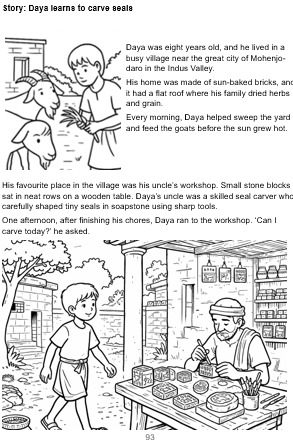 Story: Daya learns to carve seals
Daya was eight years old, and he lived in a
busy village near the great city of Mohenjo-
daro in the Indus Valley.
His home was made of sun-baked bricks, and
it had a flat roof where his family dried herbs
and grain.
Every morning, Daya helped sweep the yard
and feed the goats before the sun grew hot.
His favourite place in the village was his uncle's workshop. Small stone blocks
sat in neat rows on a wooden table. Daya's uncle was a skilled seal carver who
carefully shaped tiny seals in soapstone using sharp tools.
One afternoon, after finishing his chores, Daya ran to the workshop. 'Can I
carve today?' he asked.
93